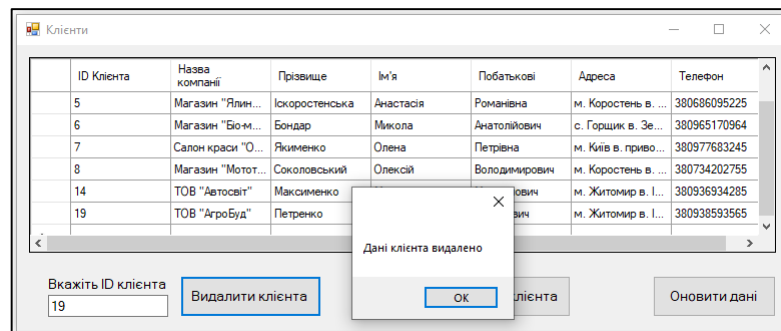 Клієнти
ID Клієнта Назва компанії Прізвище Ім'я Побатькові Адреса Телефон
5 Магазин "Ялин... Іскоростенська Анастасія Романівна м. Коростень в. ... 380686095225
6 Магазин "Біо-м... Бондар Микола Анатолійович с. Горщик в. Зе... 380965170964
7 Салон краси "О... Якименко Олена Петрівна м. Київ в. приво... 380977683245
8 Магазин "Мотот... Соколовський Олексій Володимирович м. Коростень в. ... 380734202755
14 ТОВ "Автосвіт" Максименко ович м. Житомир в. І... 380936934285
19 ТОВ "АгроБуд" Петренко вич м. Житомир в. І... 380938593565
Дані клієнта видалено
OK
Вкажіть ID клієнта
19
Видалити клієнта
клієнта
Оновити дані